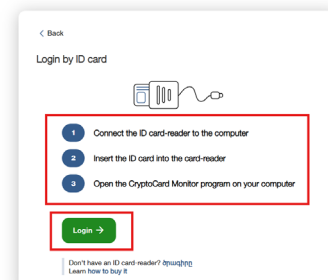 < Back
Login by ID card
1 Connect the ID card-reader to the computer
2 Insert the ID card into the card-reader
3 Open the CryptoCard Monitor program on your computer
Login →
Don't have an ID card-reader? ծրագիրը
Learn how to buy it